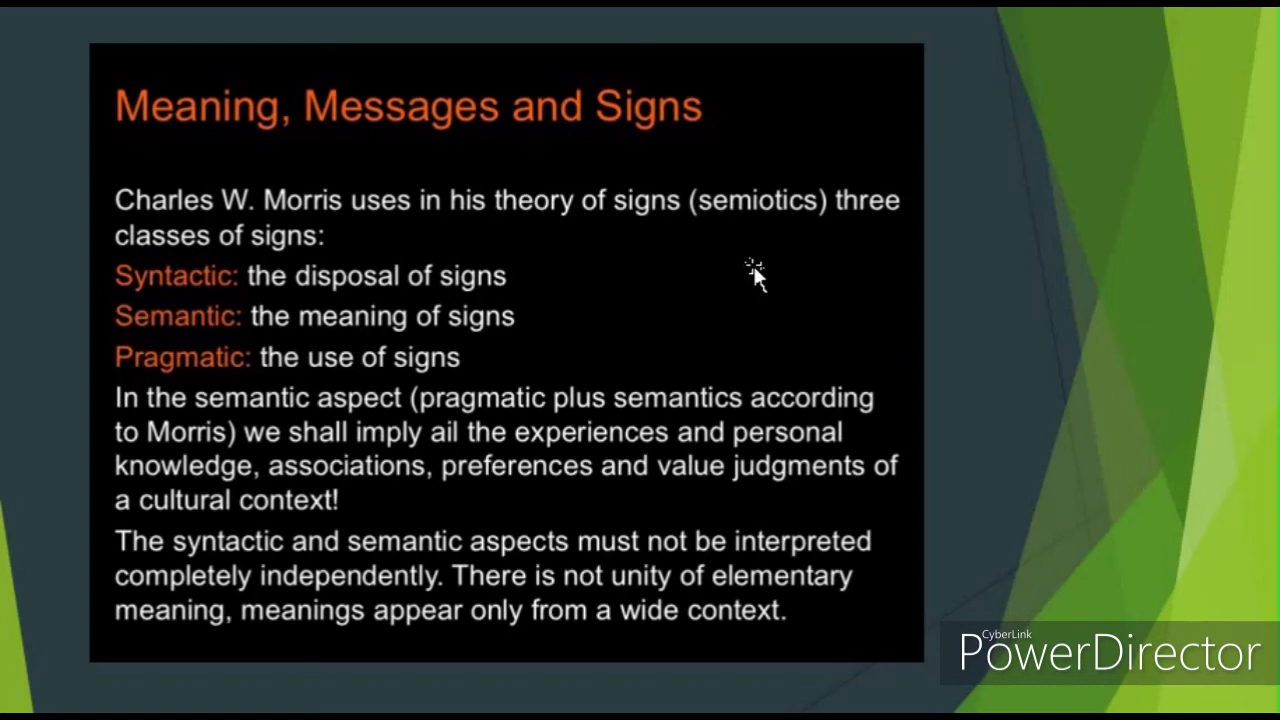 Meaning, Messages and Signs
Charles W. Morris uses in his theory of signs (semiotics) three
classes of signs:
Syntactic: the disposal of signs
Semantic: the meaning of signs
Pragmatic: the use of signs
In the semantic aspect (pragmatic plus semantics according
to Morris) we shall imply ail the experiences and personal
knowledge, associations, preferences and value judgments of
a cultural context!
The syntactic and semantic aspects must not be interpreted
completely independently. There is not unity of elementary
meaning, meanings appear only from a wide context.
CyberLink
PowerDirector